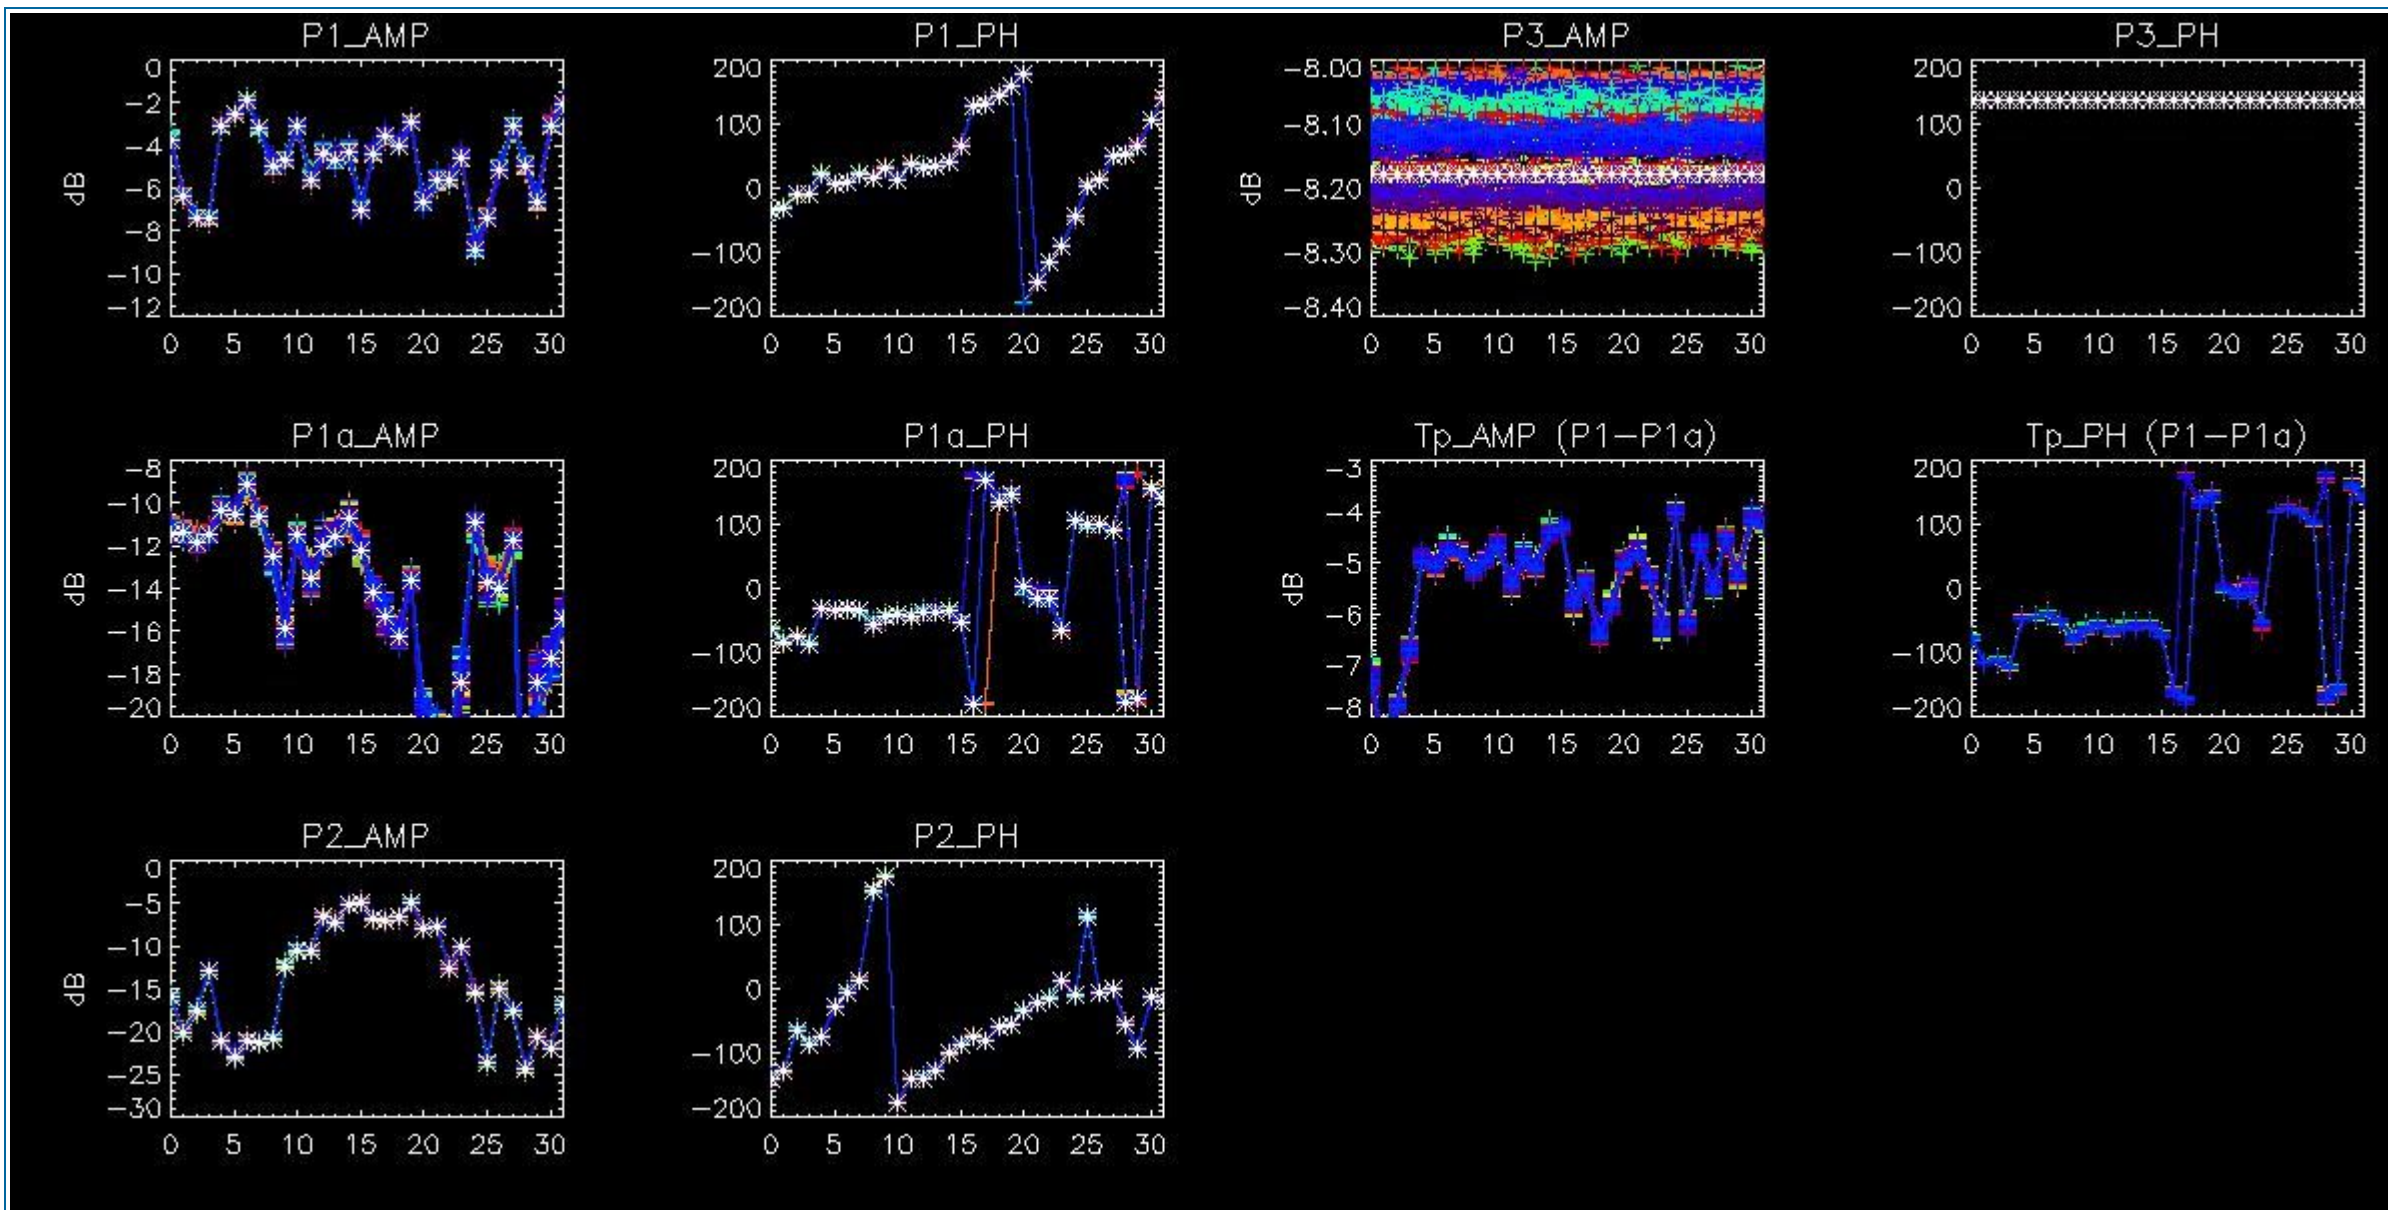 P1_AMP
P1_PH
P3_AMP
P3_PH
0
−2
−4
−6
−8
−10
−12
dB
0 5 10 15 20 25 30
200
100
0
−100
−200
0 5 10 15 20 25 30
−8.00
−8.10
−8.20
−8.30
−8.40
dB
0 5 10 15 20 25 30
200
100
0
−100
−200
0 5 10 15 20 25 30
P1a_AMP
P1a_PH
Tp_AMP (P1−P1a)
Tp_PH (P1−P1a)
−8
−10
−12
−14
−16
−18
−20
dB
0 5 10 15 20 25 30
200
100
0
−100
−200
0 5 10 15 20 25 30
−3
−4
−5
−6
−7
−8
dB
0 5 10 15 20 25 30
200
100
0
−100
−200
0 5 10 15 20 25 30
P2_AMP
P2_PH
0
−5
−10
−15
−20
−25
−30
dB
0 5 10 15 20 25 30
200
100
0
−100
−200
0 5 10 15 20 25 30